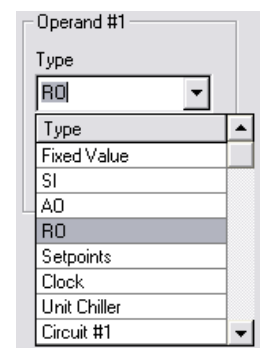 Operand #1
Type
RO
Type
Fixed Value
SI
AO
RO
Setpoints
Clock
Unit Chiller
Circuit #1